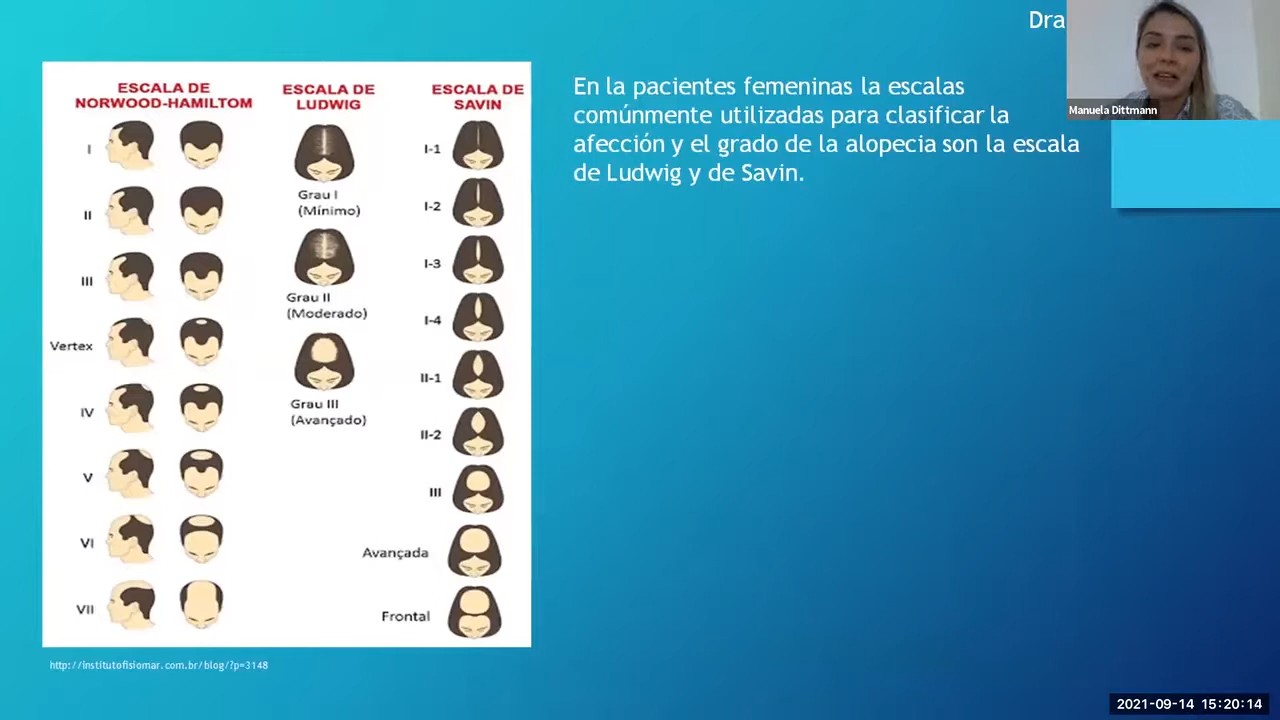 Dra
Manuela Dittmann
En la pacientes femeninas la escalas
comúnmente utilizadas para clasificar la
afección y el grado de la alopecia son la escala
de Ludwig y de Savin.
ESCALA DE
NORWOOD-HAMILTOM
I
II
III
Vertex
IV
V
VI
VII
ESCALA DE
LUDWIG
Grau I
(Mínimo)
Grau II
(Moderado)
Grau III
(Avançado)
ESCALA DE
SAVIN
I-1
I-2
I-3
I-4
II-1
II-2
III
Avançada
Frontal
http://institutofisiomar.com.br/blog/?p=3148
2021-09-14 15:20:14